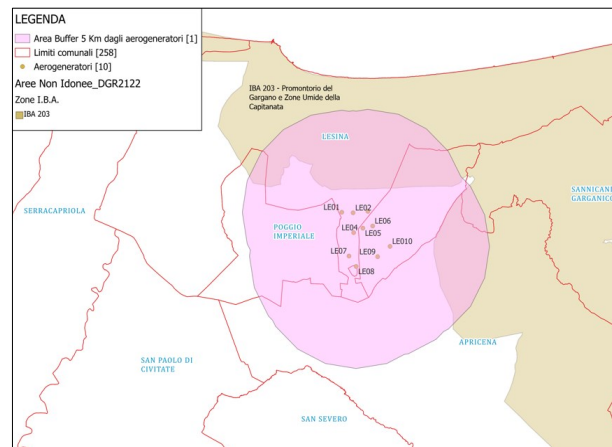 LEGENDA
Area Buffer 5 Km dagli aerogeneratori [1]
Limiti comunali [258]
Aerogeneratori [10]
Aree Non Idonee_DGR2122
Zone I.B.A.
IBA 203
IBA 203 - Promontorio del
Gargano e Zone Umide della
Capitanata
LESINA
SANNICANDRO
GARGANICO
SERRACAPRIOLA
LE01
LE02
POGGIO
IMPERIALE
LE06
LE04
LE05
LE010
LE07
LE09
LE08
APRICENA
SAN PAOLO DI
CIVITATE
SAN SEVERO